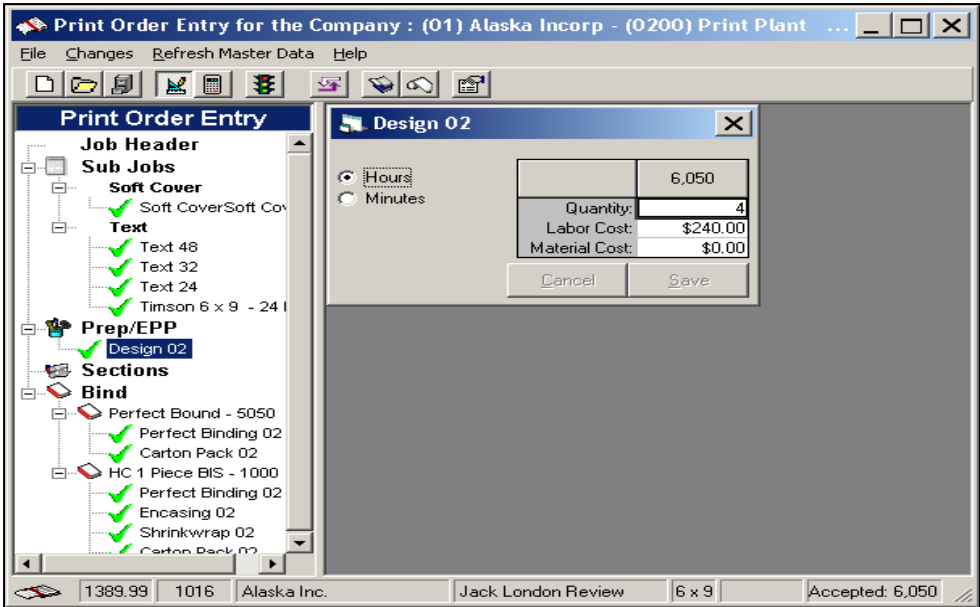 Print Order Entry for the Company : (01) Alaska Incorp - (0200) Print Plant ...
File Changes Refresh Master Data Help
Print Order Entry
Job Header
Sub Jobs
Soft Cover
Soft CoverSoft Cov
Text
Text 48
Text 32
Text 24
Timson 6 x 9 - 24
Prep/EPP
Design 02
Sections
Bind
Perfect Bound - 5050
Perfect Binding 02
Carton Pack 02
HC 1 Piece BIS - 1000
Perfect Binding 02
Encasing 02
Shrinkwrap 02
Carton Pack 02
Design 02
Hours
Minutes
6,050
Quantity: 4
Labor Cost: $240.00
Material Cost: $0.00
Cancel Save
1389.99 1016 Alaska Inc. Jack London Review 6 x 9 Accepted: 6,050